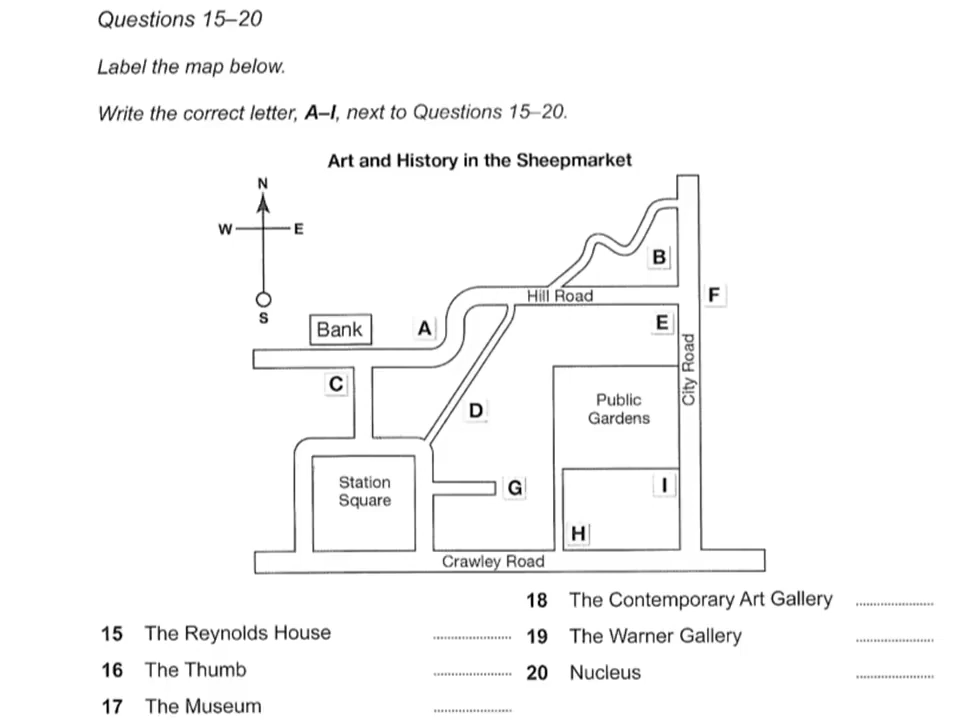 Questions 15–20
Label the map below.
Write the correct letter, A–I, next to Questions 15–20.
Art and History in the Sheepmarket
N
W E
S
B
Hill Road
F
Bank
A
E
City Road
C
D
Public
Gardens
Station
Square
G
I
H
Crawley Road
18 The Contemporary Art Gallery ......................
15 The Reynolds House ......................
19 The Warner Gallery ......................
16 The Thumb ......................
20 Nucleus ......................
17 The Museum ......................